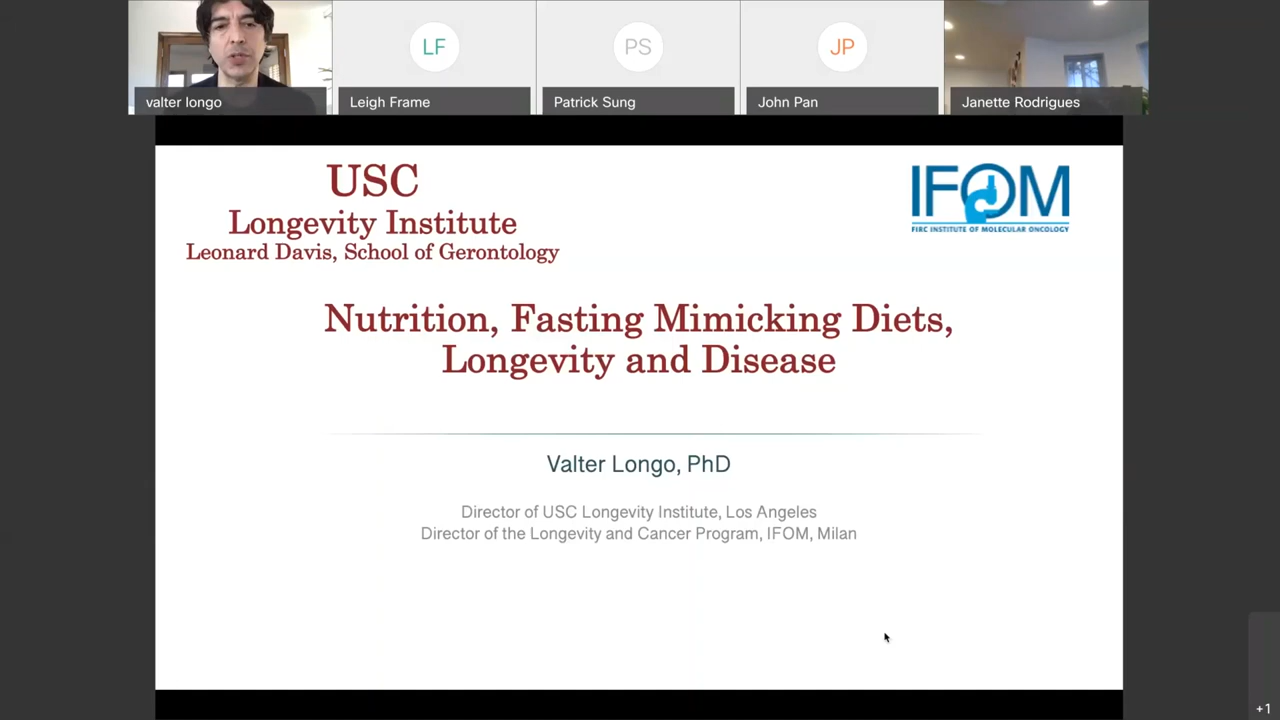 LF
PS
JP
valter longo
Leigh Frame
Patrick Sung
John Pan
Janette Rodrigues
USC
Longevity Institute
Leonard Davis, School of Gerontology
IFOM
FIRC INSTITUTE OF MOLECULAR ONCOLOGY
Nutrition, Fasting Mimicking Diets,
Longevity and Disease
Valter Longo, PhD
Director of USC Longevity Institute, Los Angeles
Director of the Longevity and Cancer Program, IFOM, Milan
+1